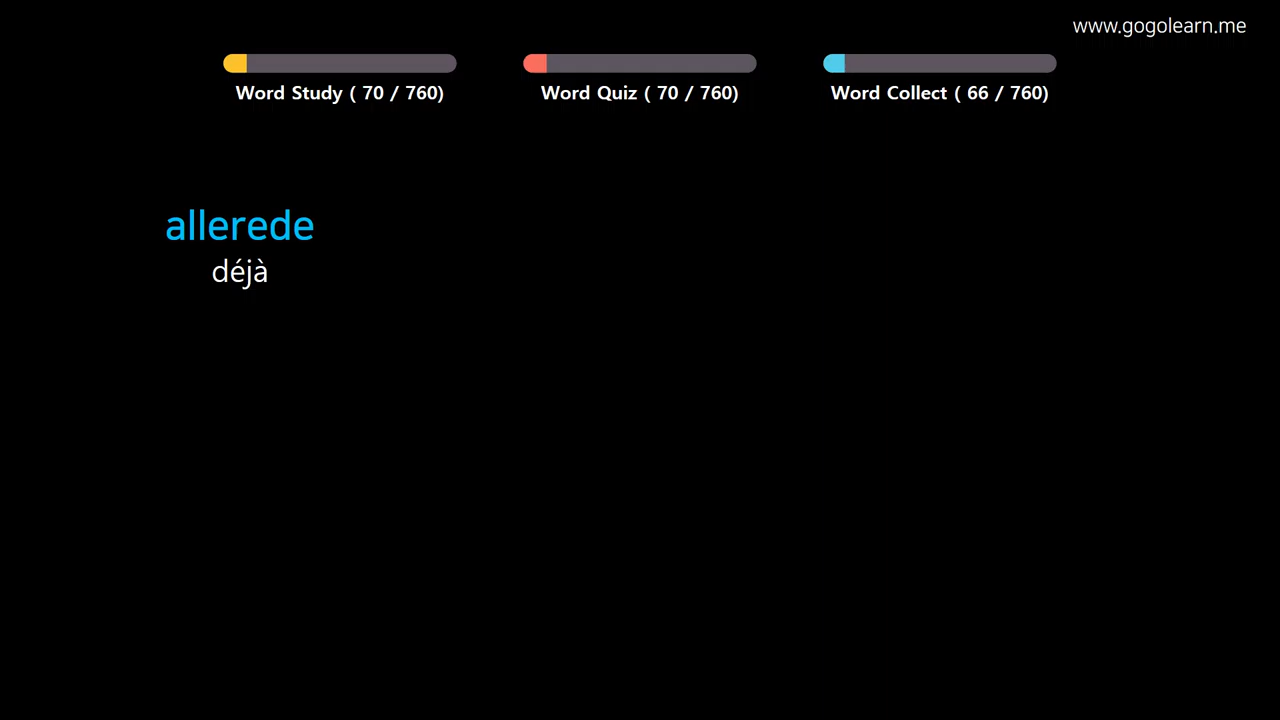 www.gogolearn.me
Word Study ( 70 / 760)
Word Quiz ( 70 / 760)
Word Collect ( 66 / 760)
allerede
déjà